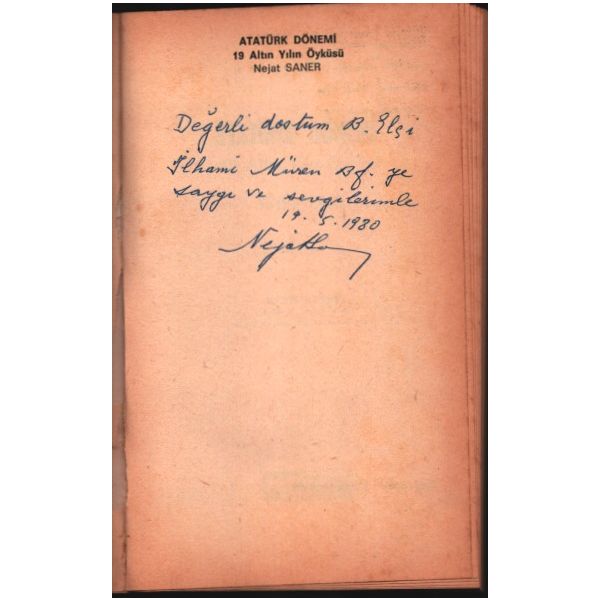 ATATÜRK DÖNEMİ
19 Altın Yılın Öyküsü
Nejat SANER
Değerli dostum B. Elçi
İlhami Müren Bf. ye
saygı ve sevgilerimle
19.5.1980